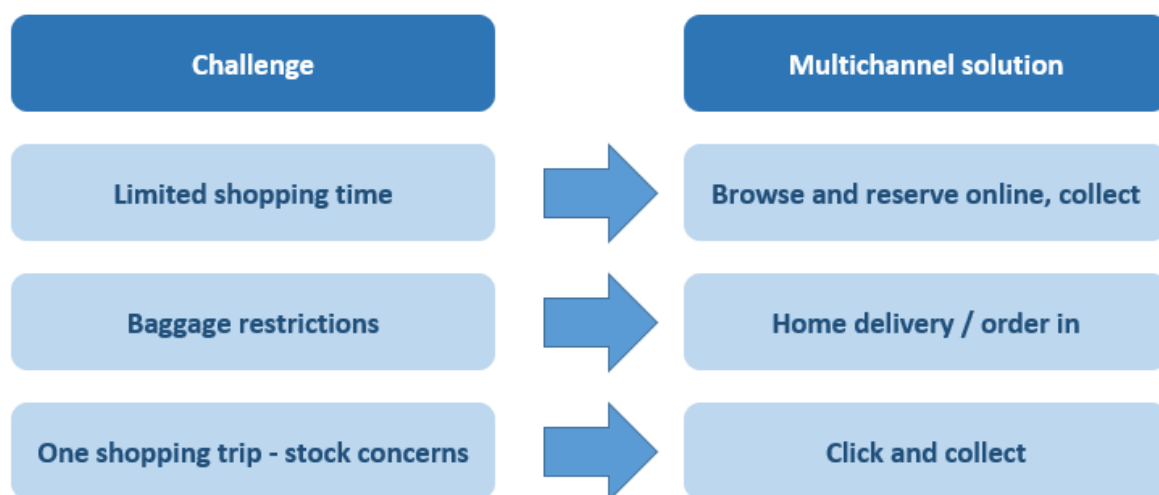 Challenge
Multichannel solution
Limited shopping time
Browse and reserve online, collect
Baggage restrictions
Home delivery / order in
One shopping trip - stock concerns
Click and collect